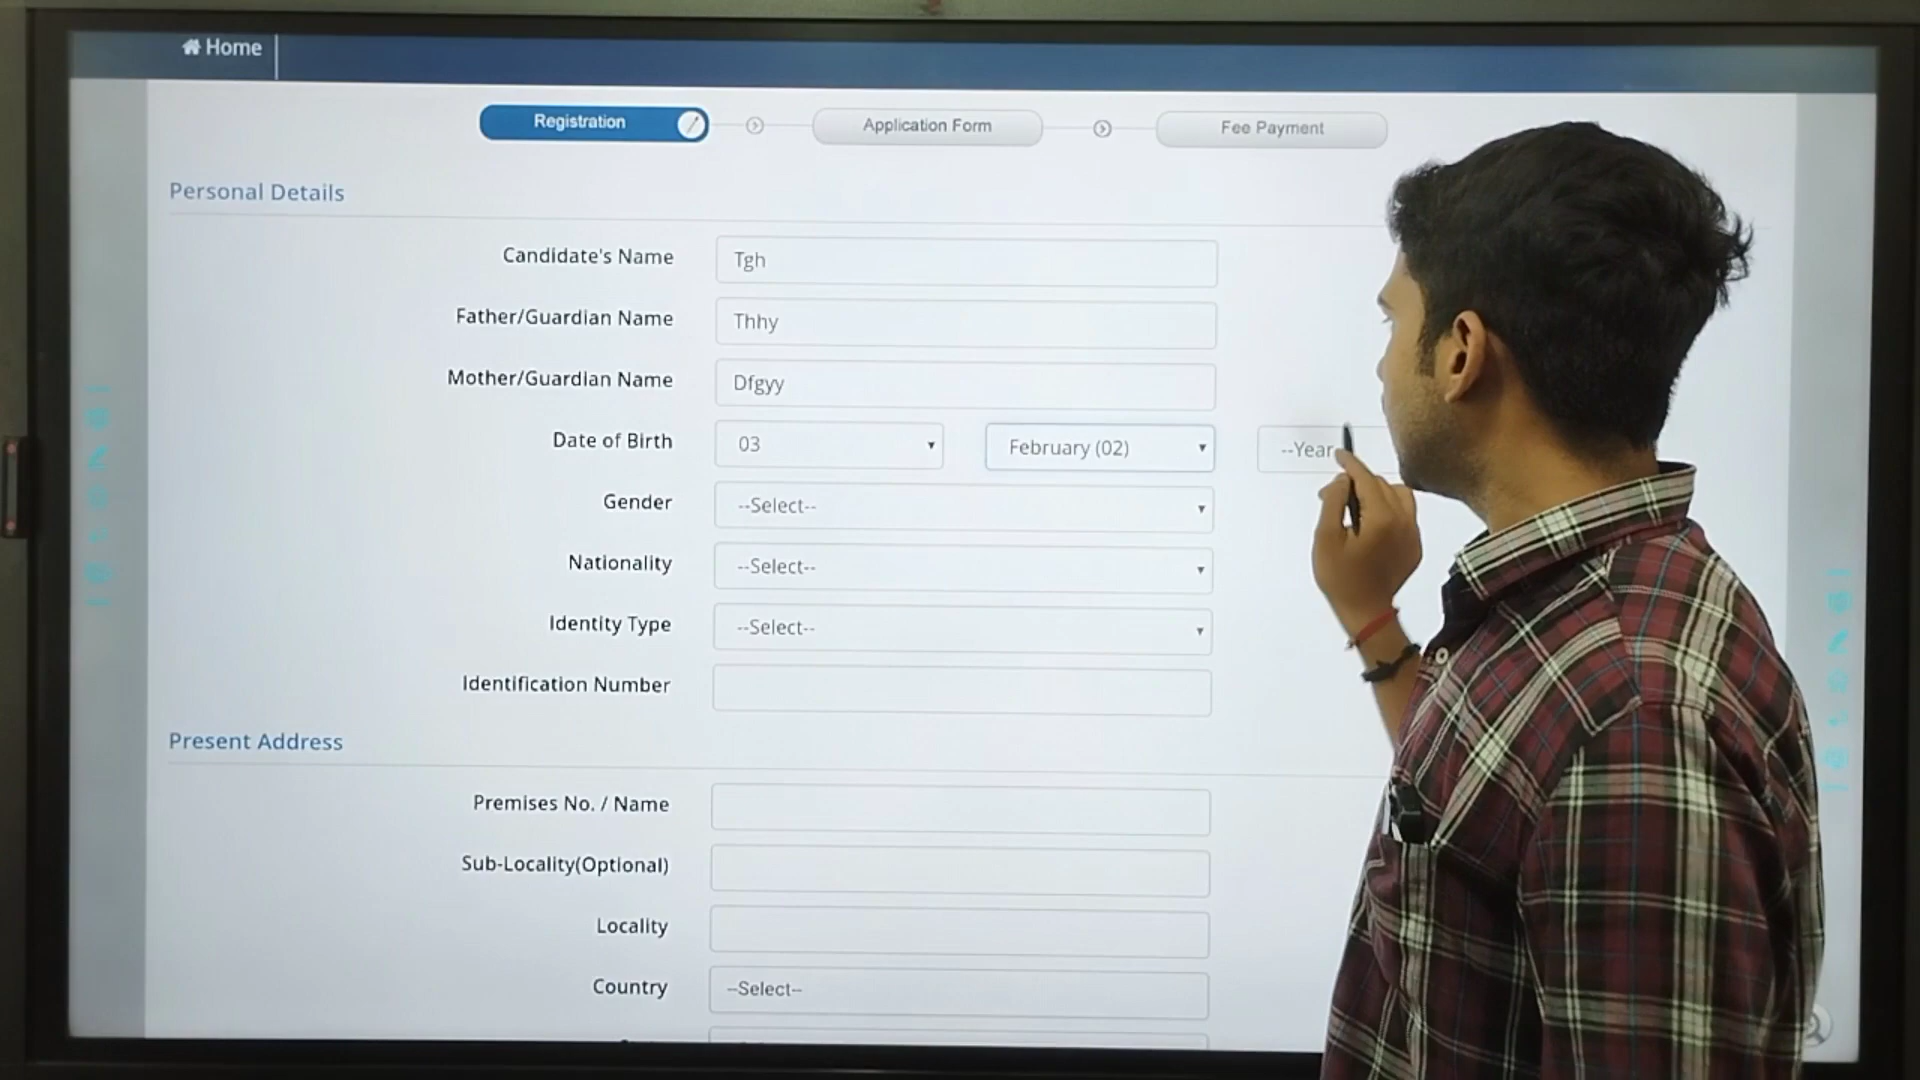 Home
Registration
Application Form
Fee Payment
Personal Details
Candidate's Name Tgh
Father/Guardian Name Thhy
Mother/Guardian Name Dfgyy
Date of Birth 03 February (02) --Year
Gender --Select--
Nationality --Select--
Identity Type --Select--
Identification Number
Present Address
Premises No. / Name
Sub-Locality(Optional)
Locality
Country --Select--